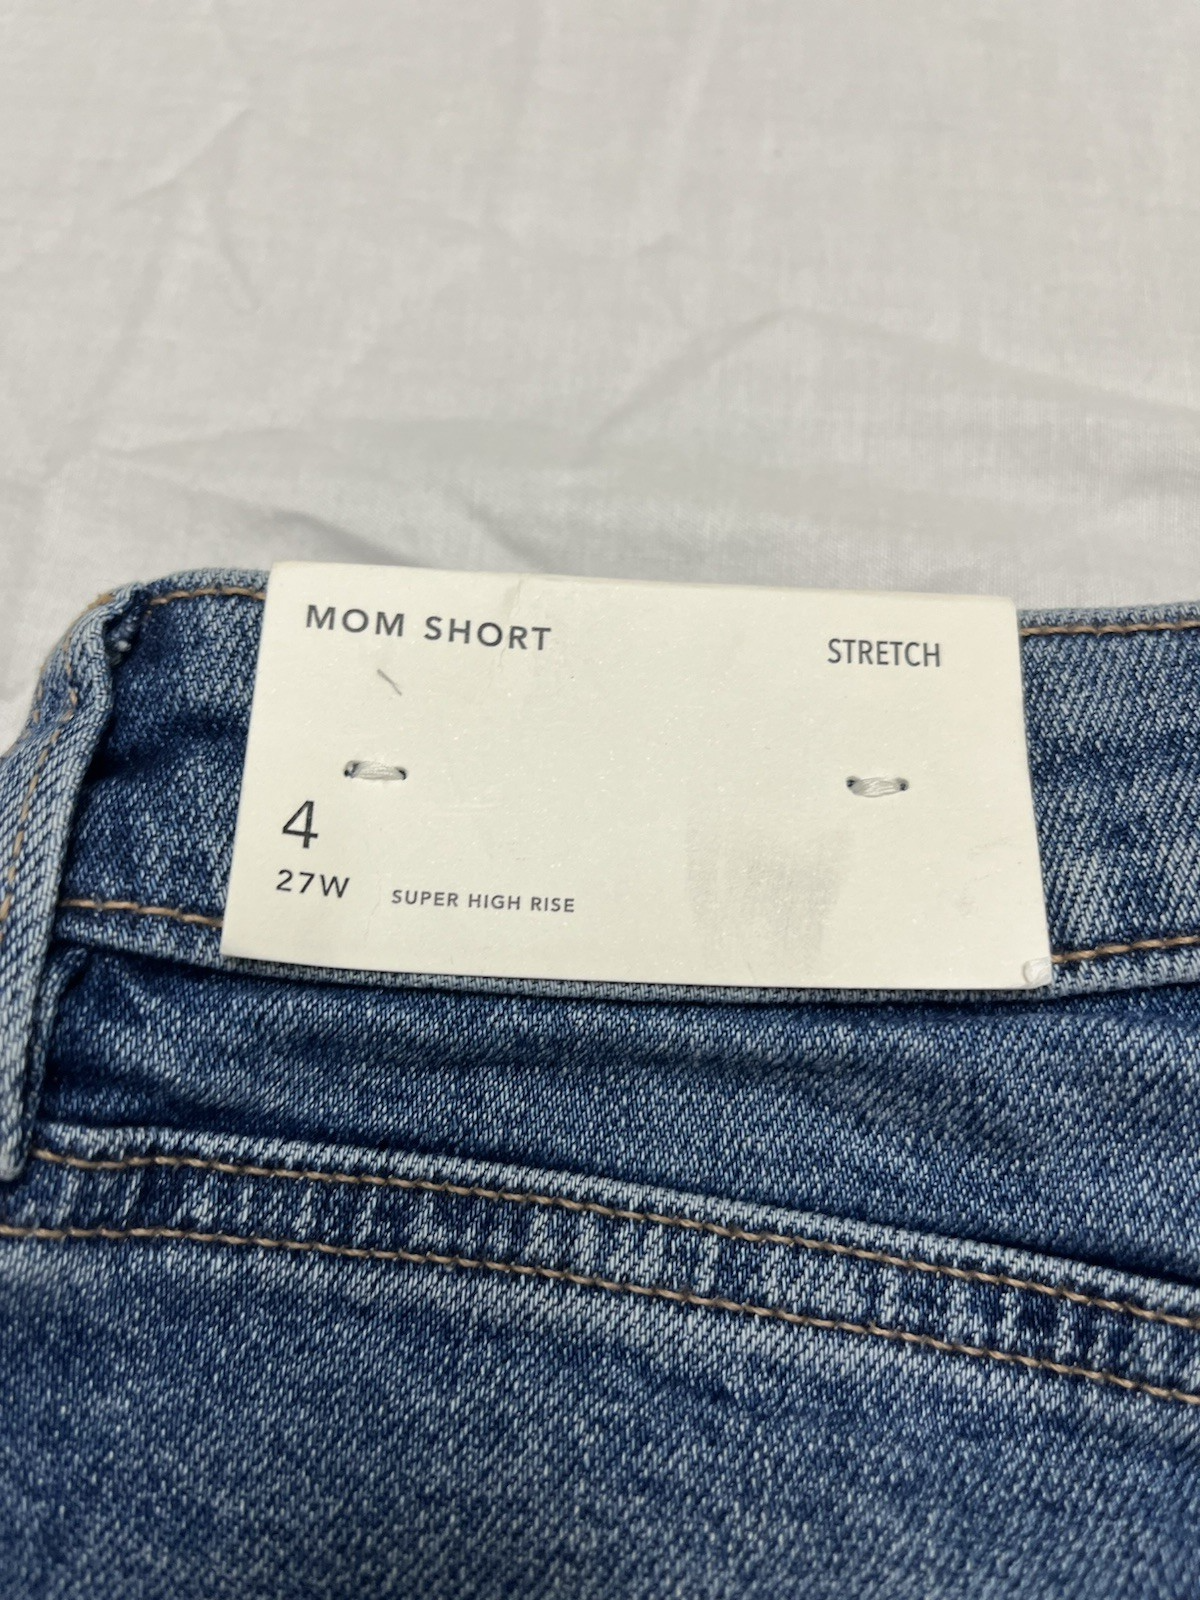 MOM SHORT
STRETCH
4
27W
SUPER HIGH RISE